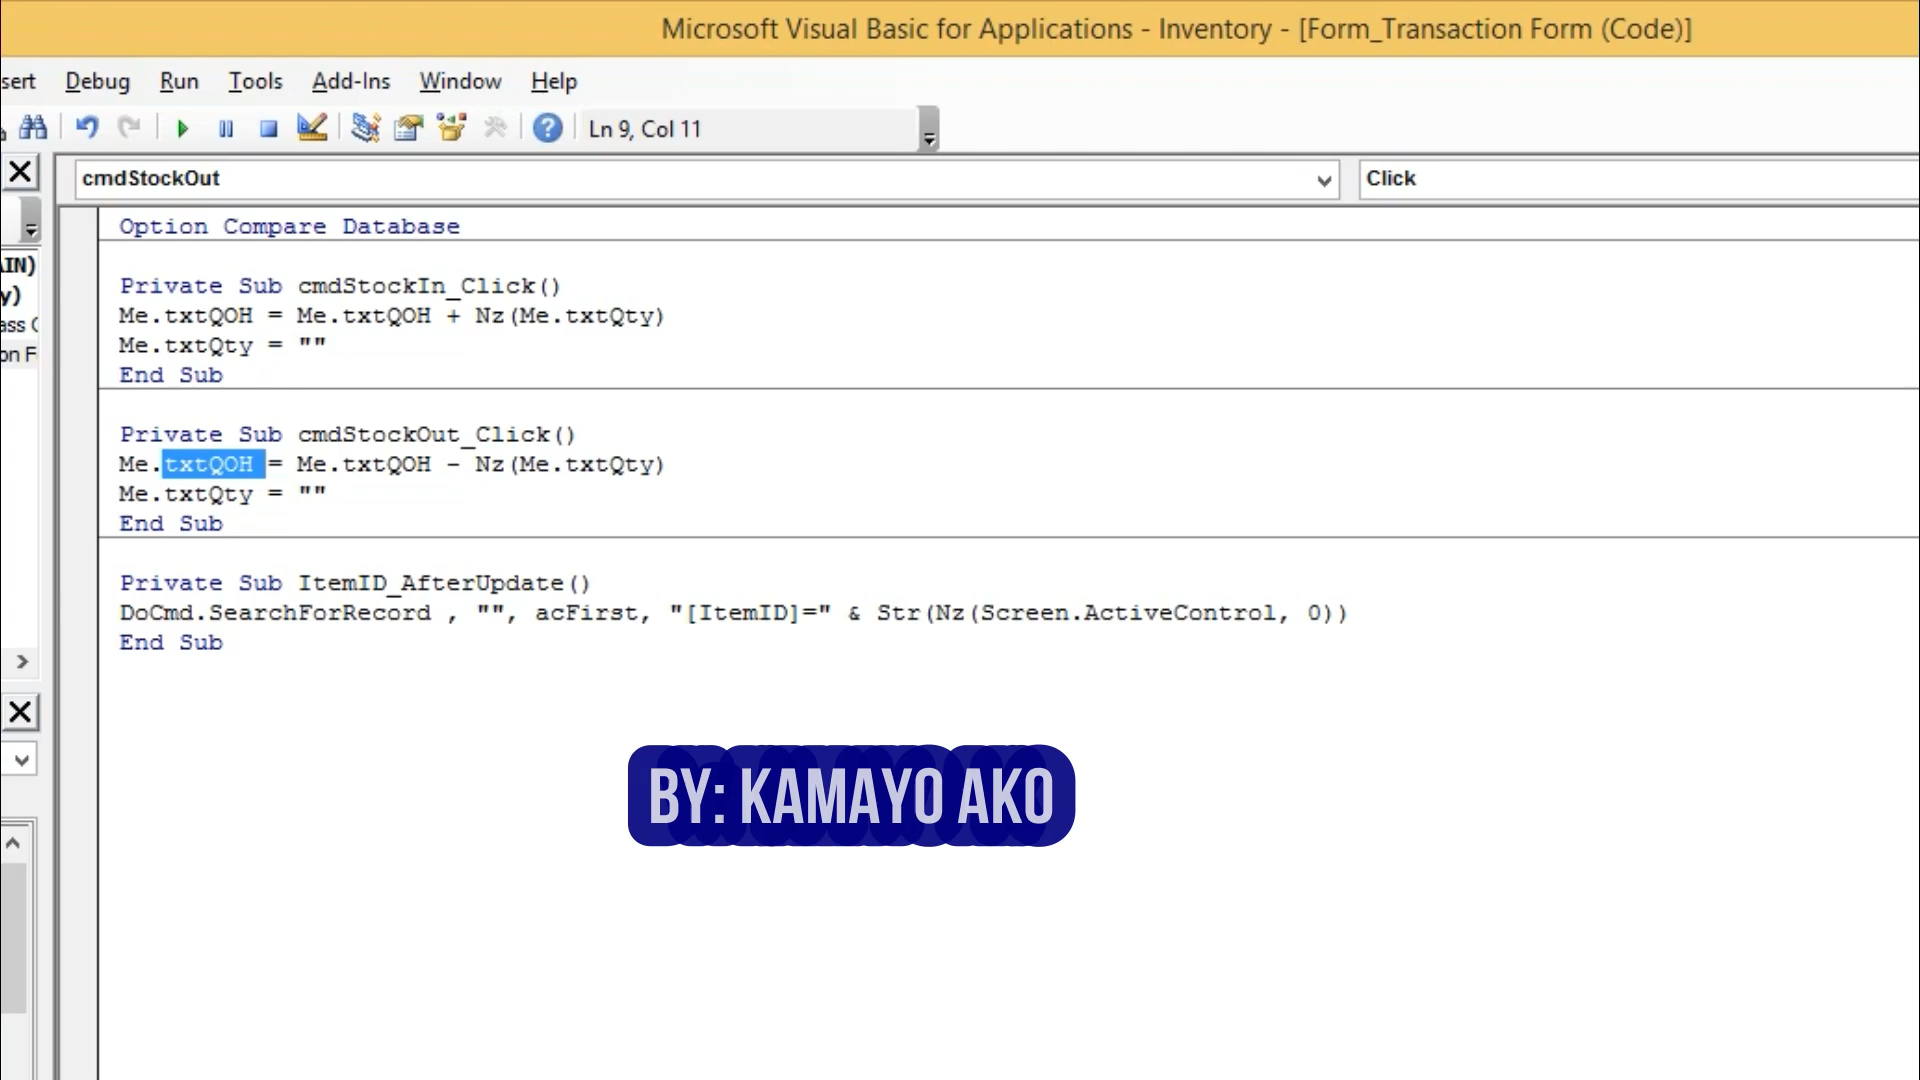 Microsoft Visual Basic for Applications - Inventory - [Form_Transaction Form (Code)]
sert Debug Run Tools Add-Ins Window Help
Ln 9, Col 11
cmdStockOut
Click
AIN)
y)
ass C
on F
Option Compare Database
Private Sub cmdStockIn_Click()
Me.txtQOH = Me.txtQOH + Nz(Me.txtQty)
Me.txtQty = ""
End Sub
Private Sub cmdStockOut_Click()
Me.txtQOH = Me.txtQOH - Nz(Me.txtQty)
Me.txtQty = ""
End Sub
Private Sub ItemID_AfterUpdate()
DoCmd.SearchForRecord , "", acFirst, "[ItemID]=" & Str(Nz(Screen.ActiveControl, 0))
End Sub
BY: KAMAYO AKO